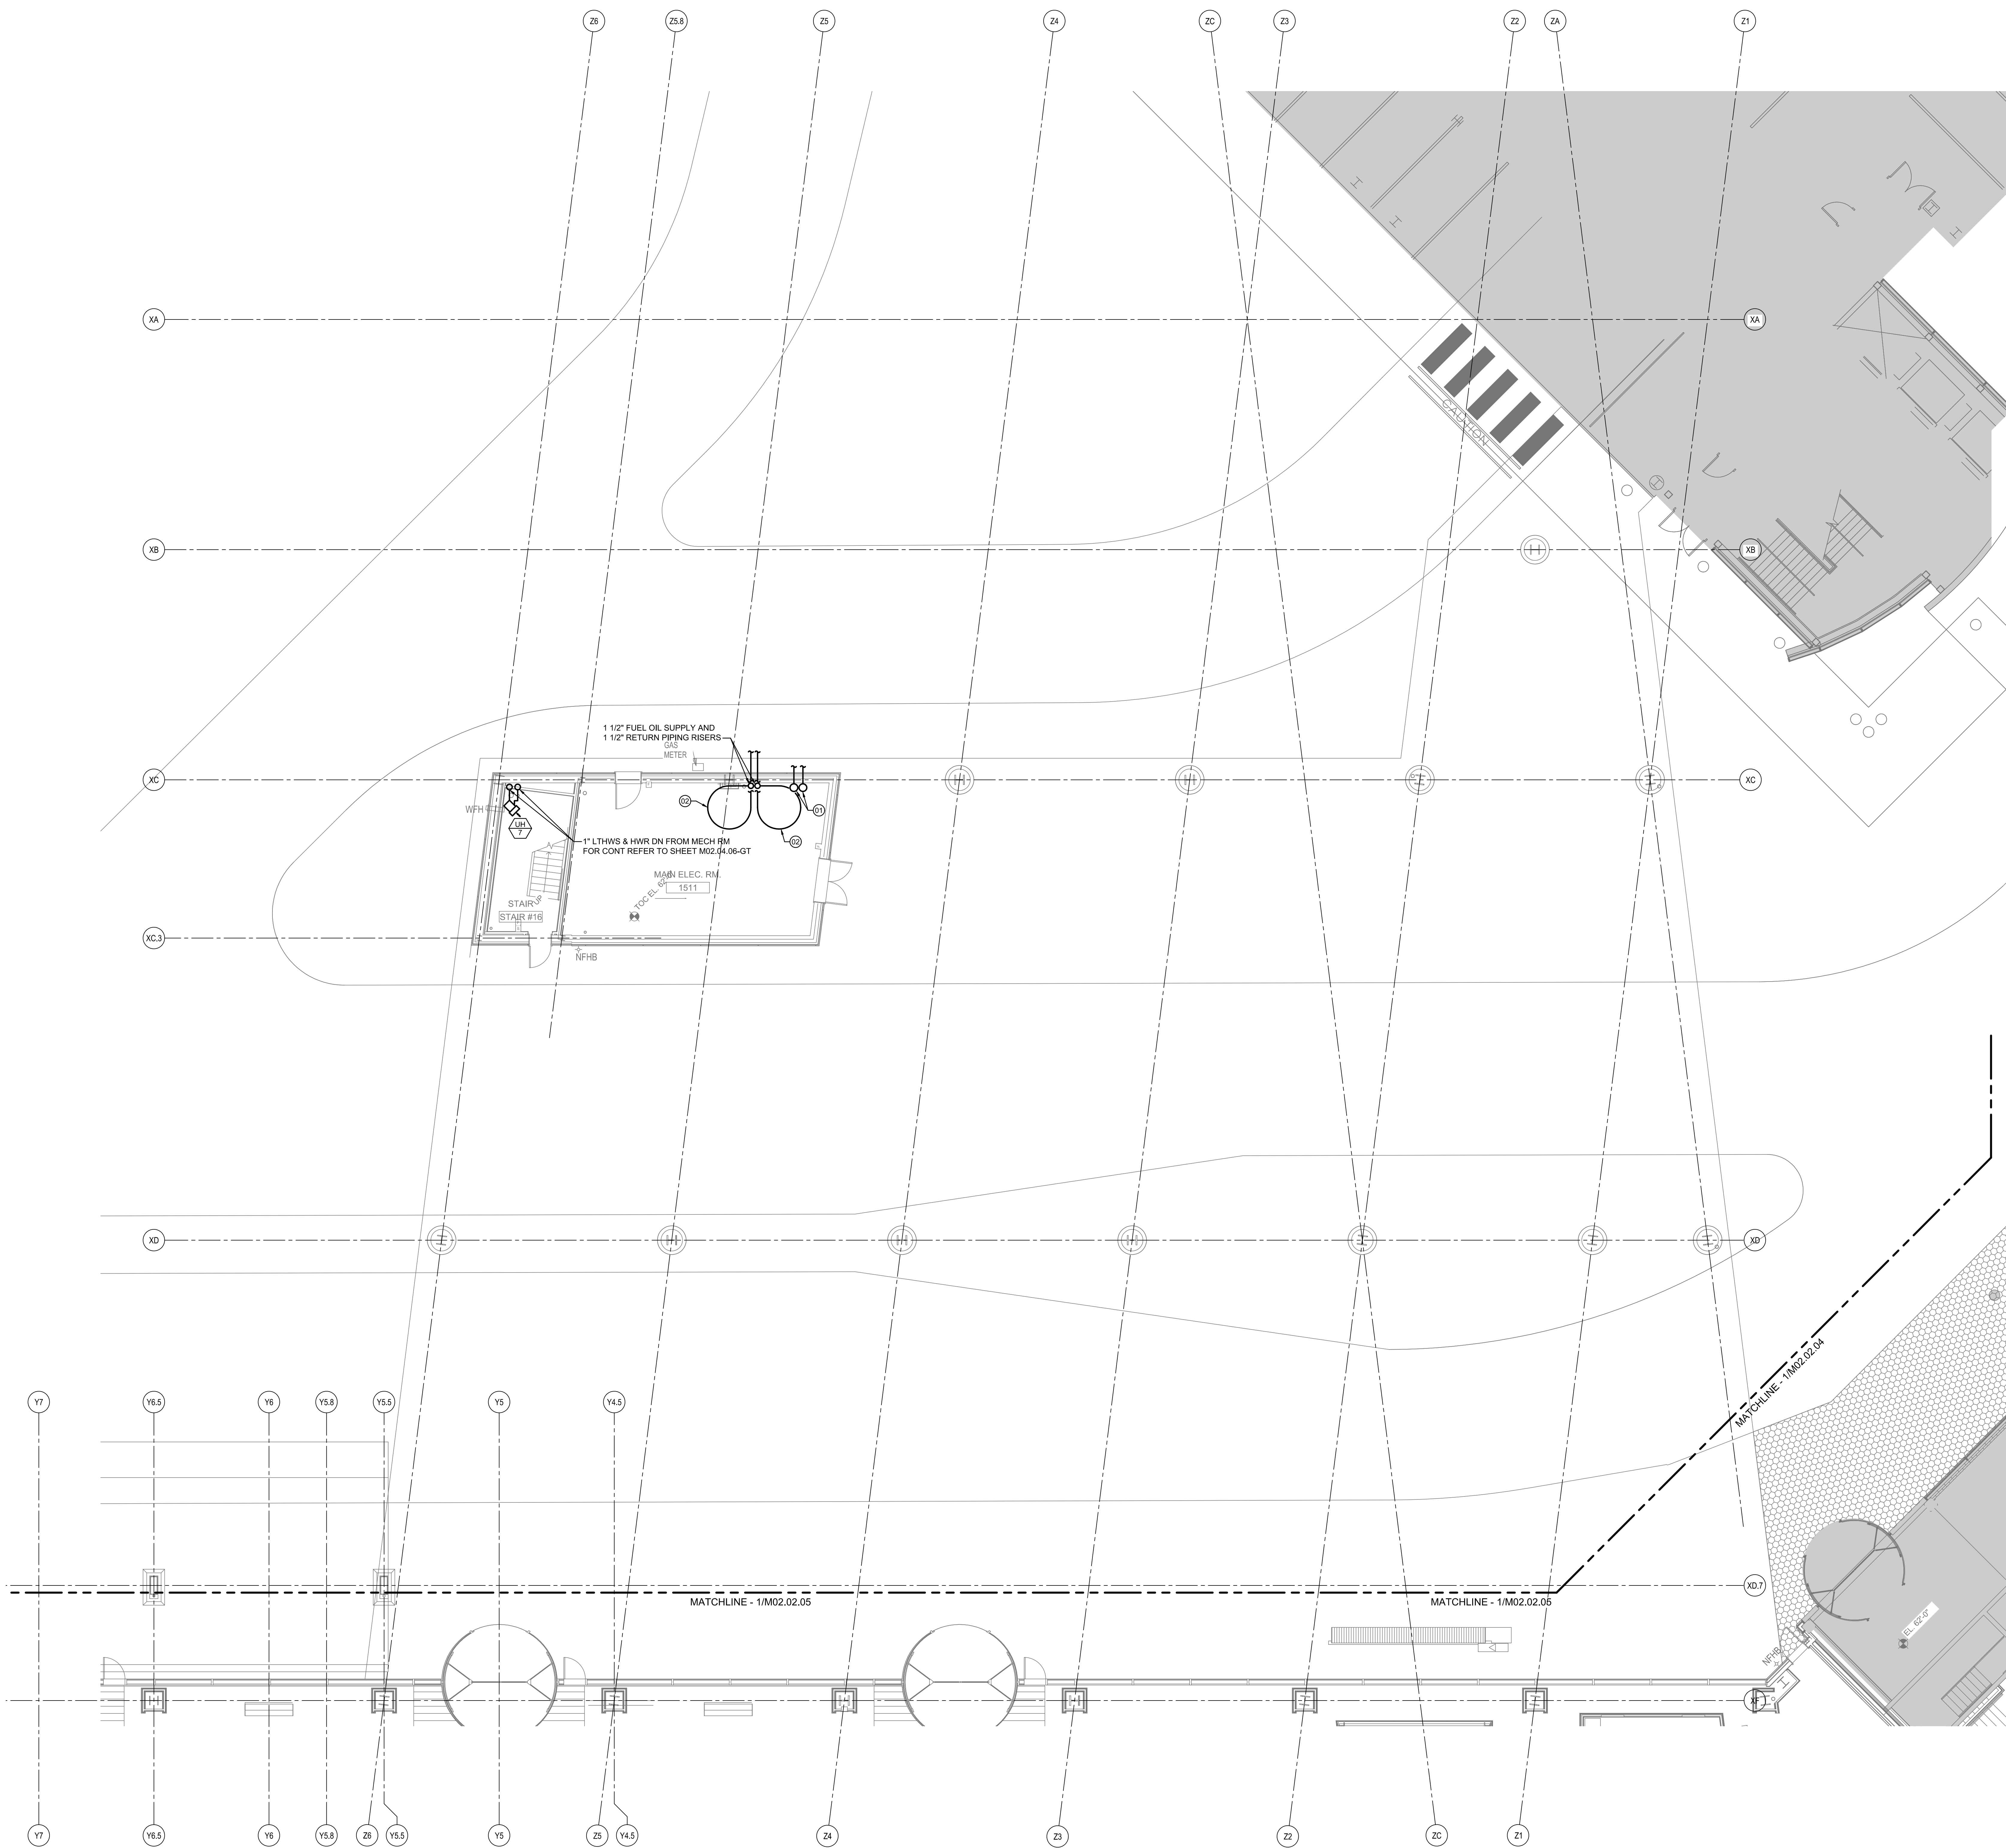 Z6
Z5.8
Z5
Z4
ZC
Z3
Z2
ZA
Z1
XA
XA
CAUTION
XB
XB
1 1/2" FUEL OIL SUPPLY AND
1 1/2" RETURN PIPING RISERS
GAS
METER
XC
XC
02
01
WFH
UH
7
02
1" LTHWS & HWR DN FROM MECH RM
FOR CONT REFER TO SHEET M02.04.06-GT
MAIN ELEC. RM.
1511
TOC EL. 62'
UP
STAIR
STAIR #16
XC.3
NFHB
XD
XD
MATCHLINE - 1/M02.02.04
Y7
Y6.5
Y6
Y5.8
Y5.5
Y5
Y4.5
XD.7
MATCHLINE - 1/M02.02.05
MATCHLINE - 1/M02.02.05
EL. 62'-0"
NFHB
XF
Y7
Y6.5
Y6
Y5.8
Z6
Y5.5
Y5
Z5
Y4.5
Z4
Z3
Z2
ZC
Z1